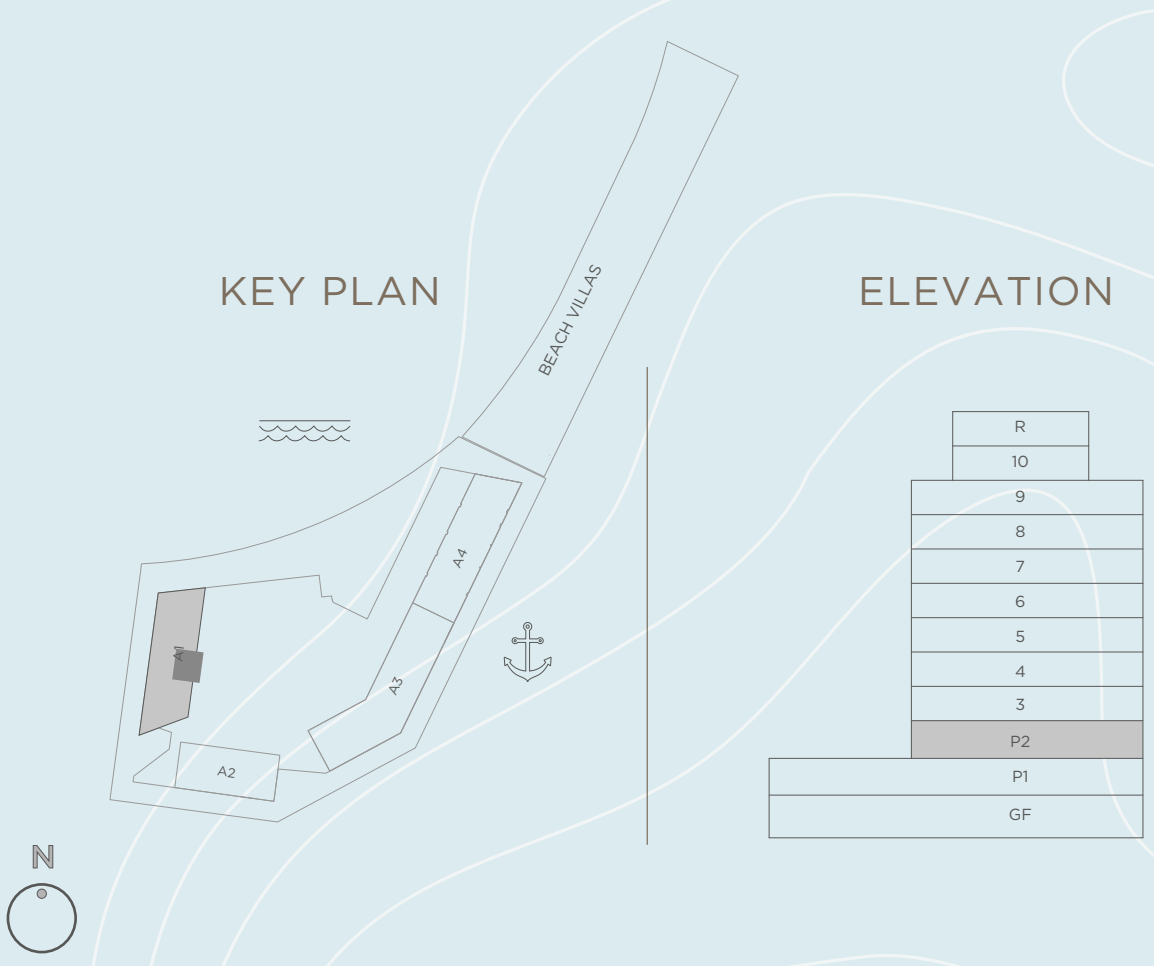 KEY PLAN
BEACH VILLAS
A4
A3
A1
A2
N
ELEVATION
R
10
9
8
7
6
5
4
3
P2
P1
GF